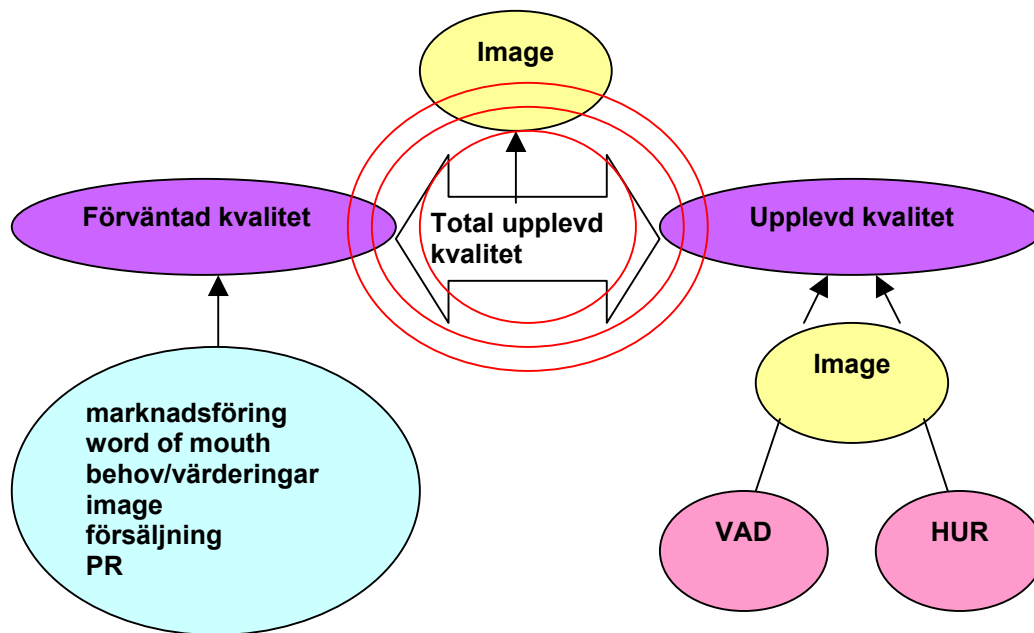 Image
Förväntad kvalitet
Total upplevd
kvalitet
Upplevd kvalitet
Image
marknadsföring
word of mouth
behov/värderingar
image
försäljning
PR
VAD
HUR